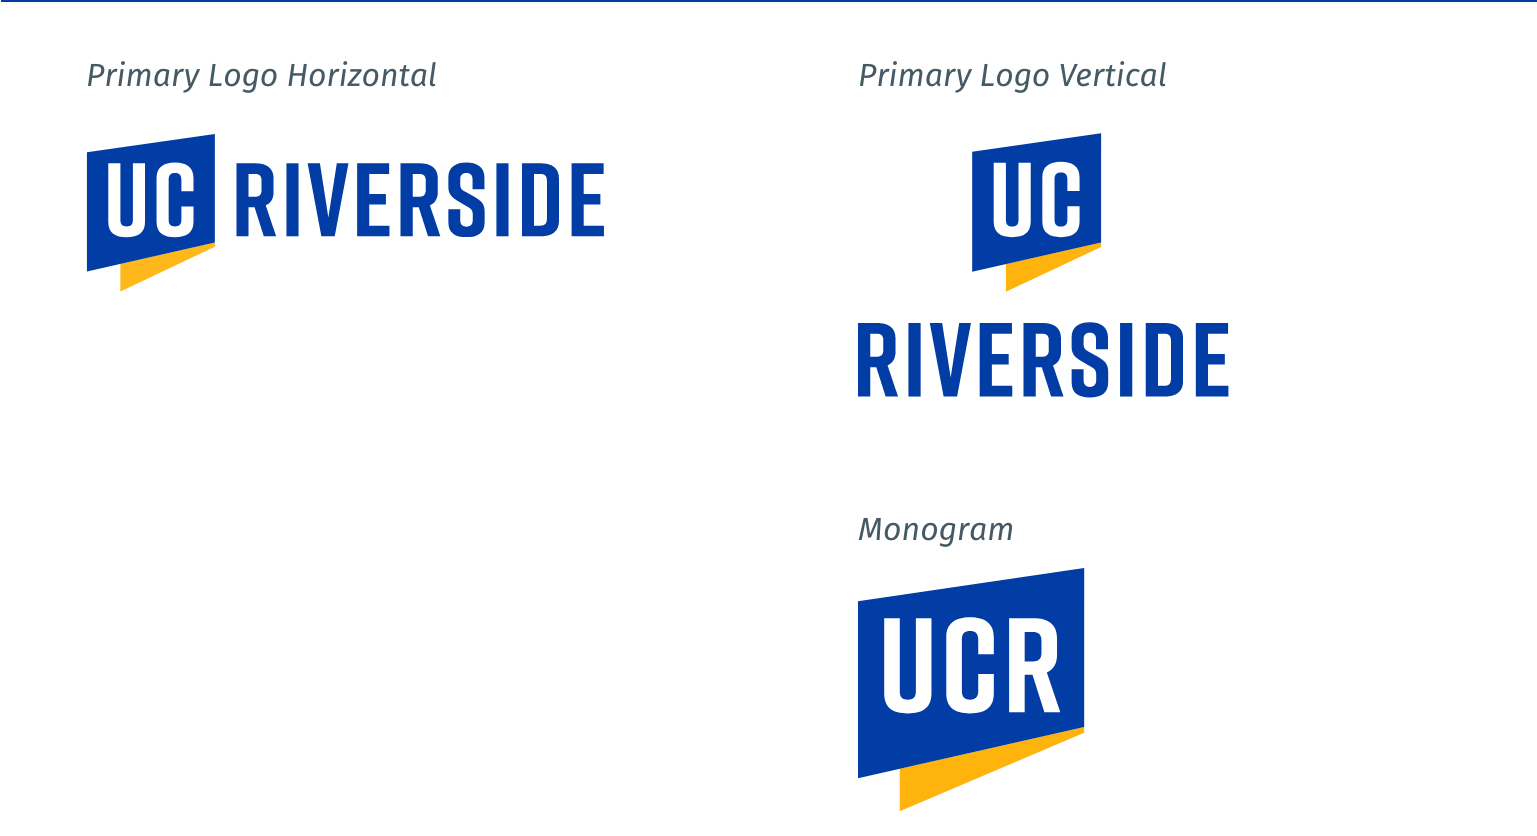 Primary Logo Horizontal
UC RIVERSIDE
Primary Logo Vertical
UC
RIVERSIDE
Monogram
UCR